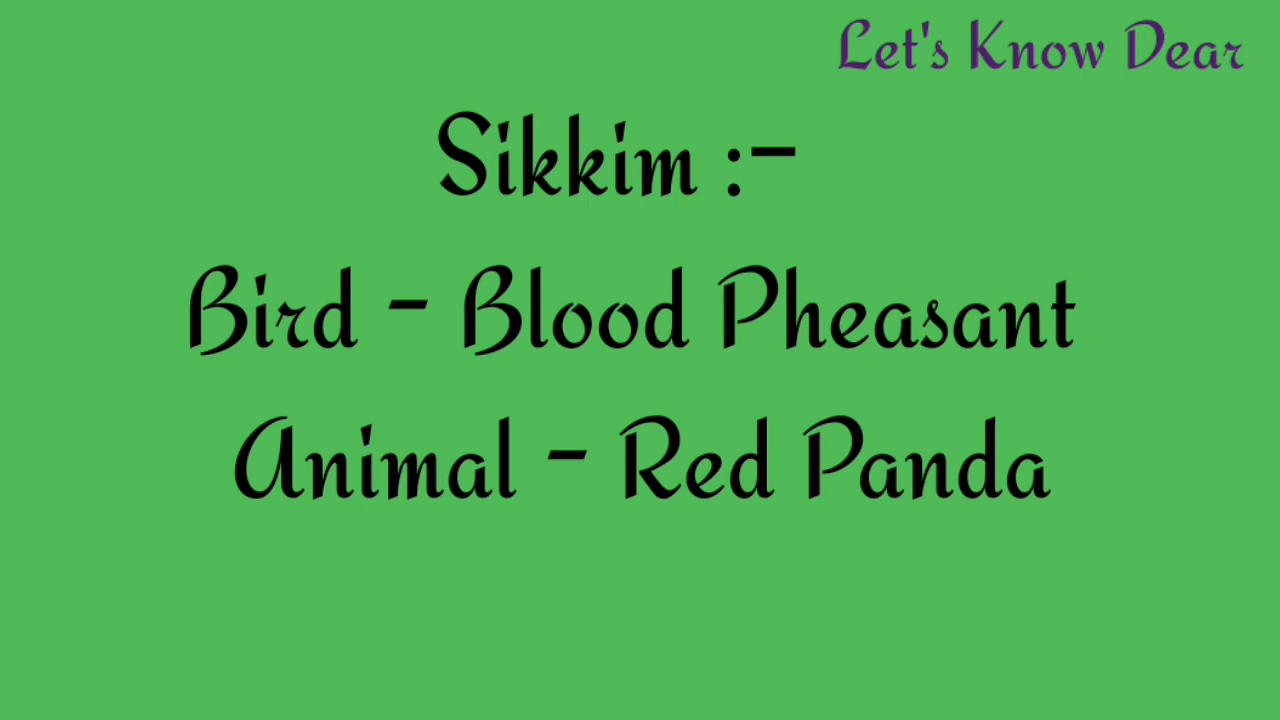 Let's Know Dear
Sikkim :-
Bird - Blood Pheasant
Animal - Red Panda